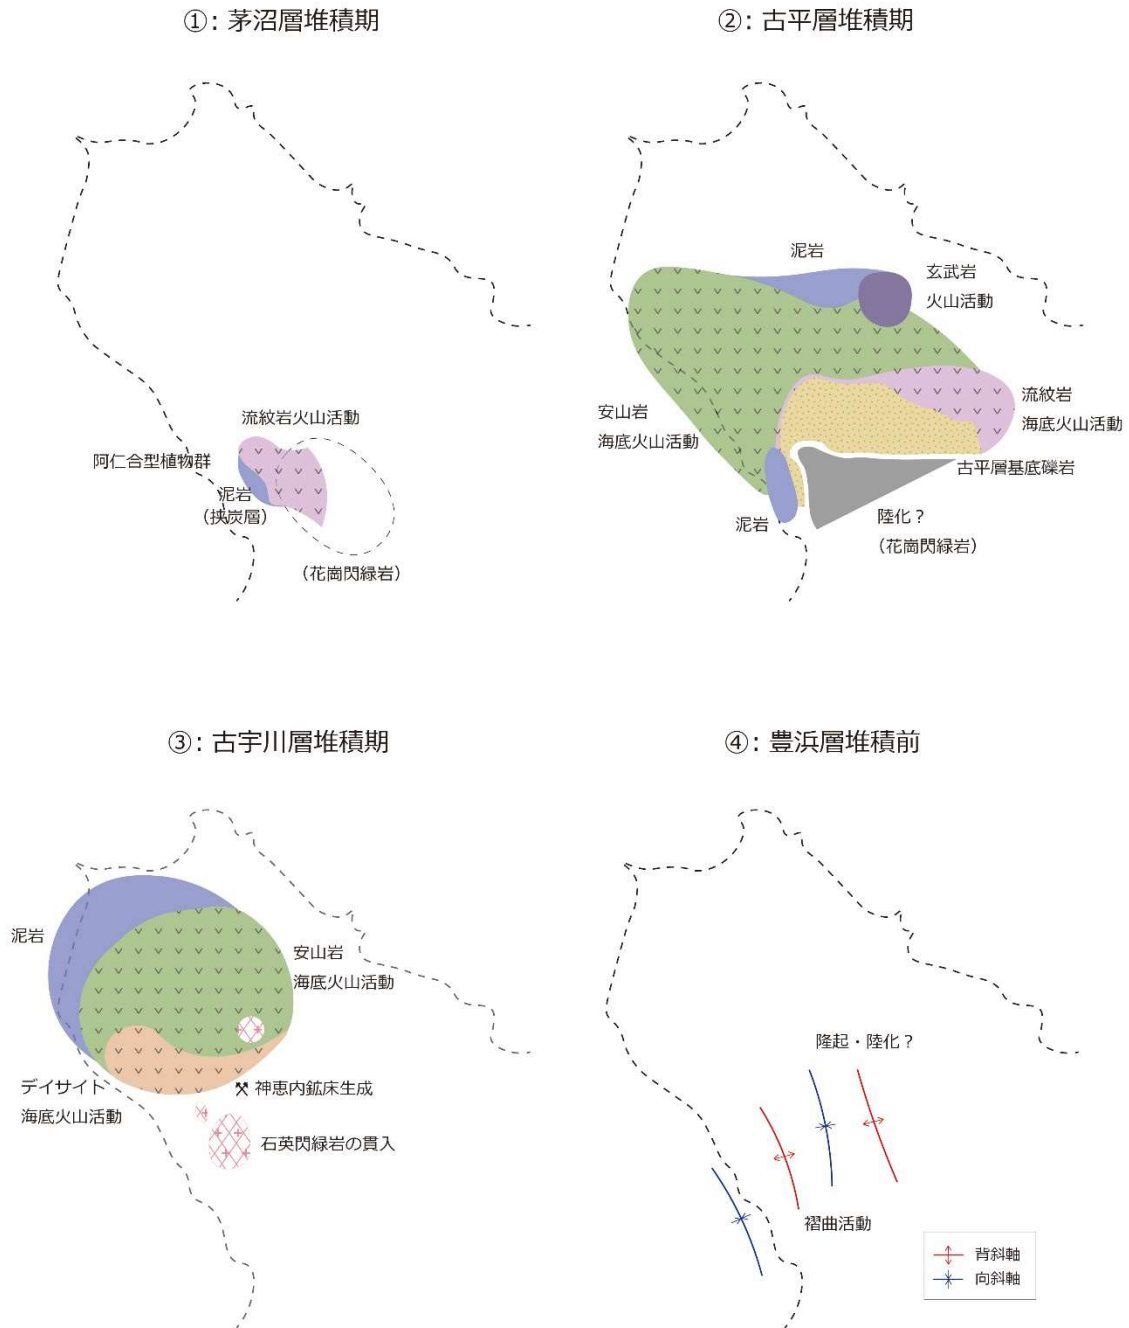 ①: 茅沼層堆積期
流紋岩火山活動
阿仁合型植物群
泥岩
（挟炭層）
（花崗閃緑岩）
②: 古平層堆積期
泥岩
玄武岩
火山活動
安山岩
海底火山活動
流紋岩
海底火山活動
古平層基底礫岩
泥岩
陸化？
（花崗閃緑岩）
③: 古宇川層堆積期
泥岩
安山岩
海底火山活動
デイサイト
海底火山活動
神恵内鉱床生成
石英閃緑岩の貫入
④: 豊浜層堆積前
隆起・陸化？
褶曲活動
背斜軸
向斜軸